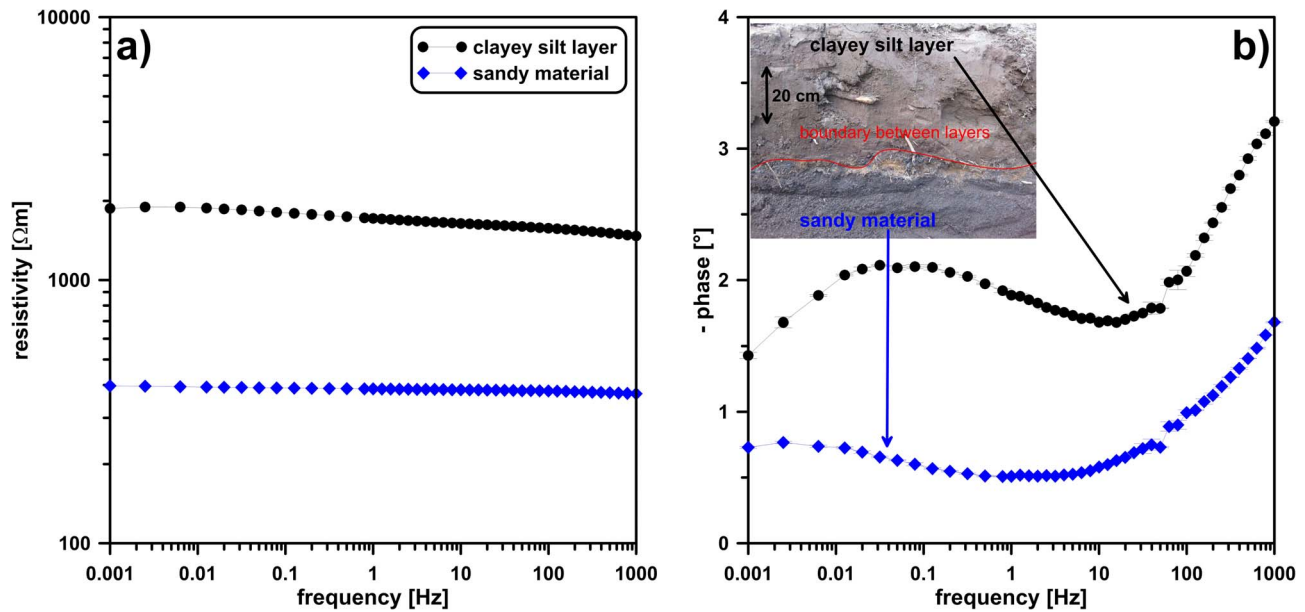 a)
clayey silt layer
sandy material
10000
1000
100
resistivity [Ωm]
0.001 0.01 0.1 1 10 100 1000
frequency [Hz]
b)
clayey silt layer
20 cm
boundary between layers
sandy material
4
3
2
1
0
- phase [°]
0.001 0.01 0.1 1 10 100 1000
frequency [Hz]